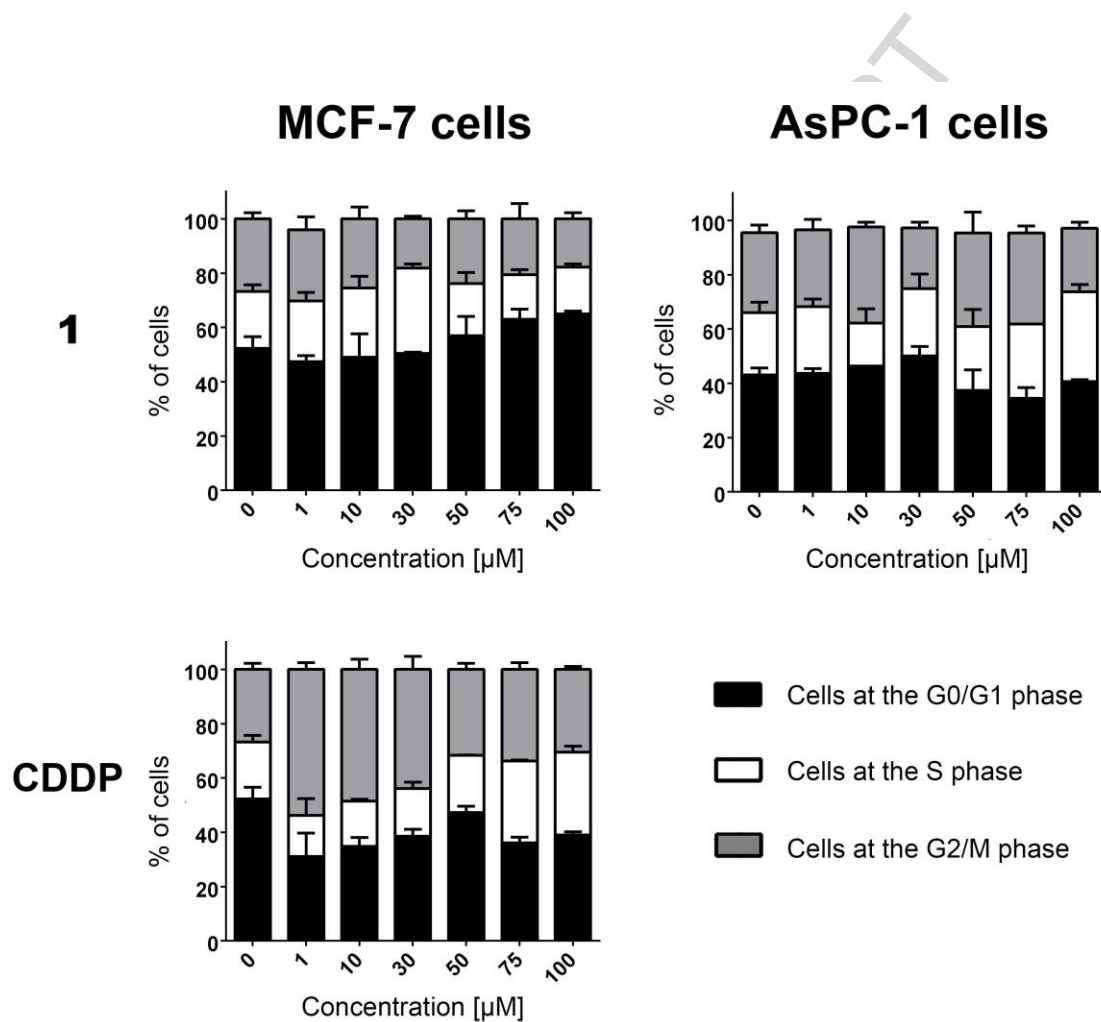 MCF-7 cells
AsPC-1 cells
1
% of cells
100
80
60
40
20
0
0 1 10 30 50 75 100
Concentration [µM]
% of cells
100
80
60
40
20
0
0 1 10 30 50 75 100
Concentration [µM]
CDDP
% of cells
100
80
60
40
20
0
0 1 10 30 50 75 100
Concentration [µM]
Cells at the G0/G1 phase
Cells at the S phase
Cells at the G2/M phase